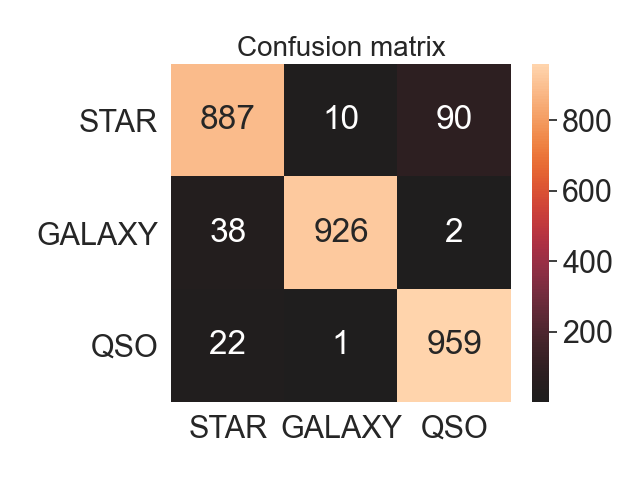 Confusion matrix
STAR 887 10 90
GALAXY 38 926 2
QSO 22 1 959
STAR GALAXY QSO
800
600
400
200